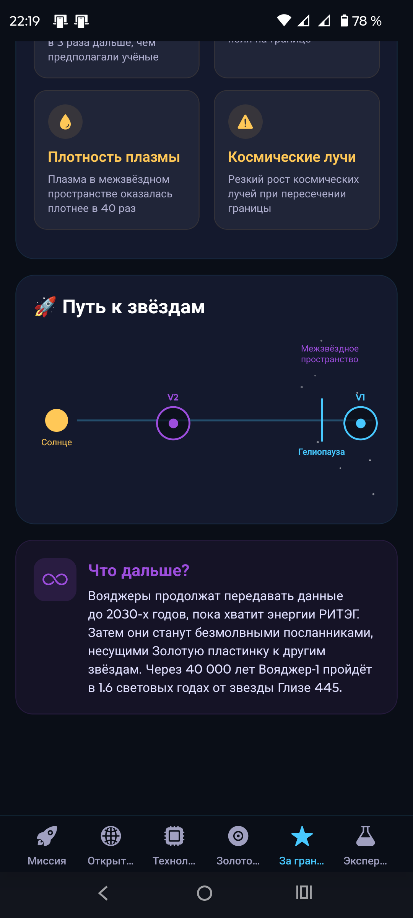 22:19
78 %
в 3 раза дальше, чем
предполагали учёные
Плотность плазмы
Плазма в межзвёздном
пространстве оказалась
плотнее в 40 раз
Космические лучи
Резкий рост космических
лучей при пересечении
границы
🚀 Путь к звёздам
Межзвёздное
пространство
V2
V1
Солнце
Гелиопауза
Что дальше?
Вояджеры продолжат передавать данные
до 2030-х годов, пока хватит энергии РИТЭГ.
Затем они станут безмолвными посланниками,
несущими Золотую пластинку к другим
звёздам. Через 40 000 лет Вояджер-1 пройдёт
в 1.6 световых годах от звезды Глизе 445.
Миссия
Открыт...
Технол...
Золото...
За гран...
Экспер...